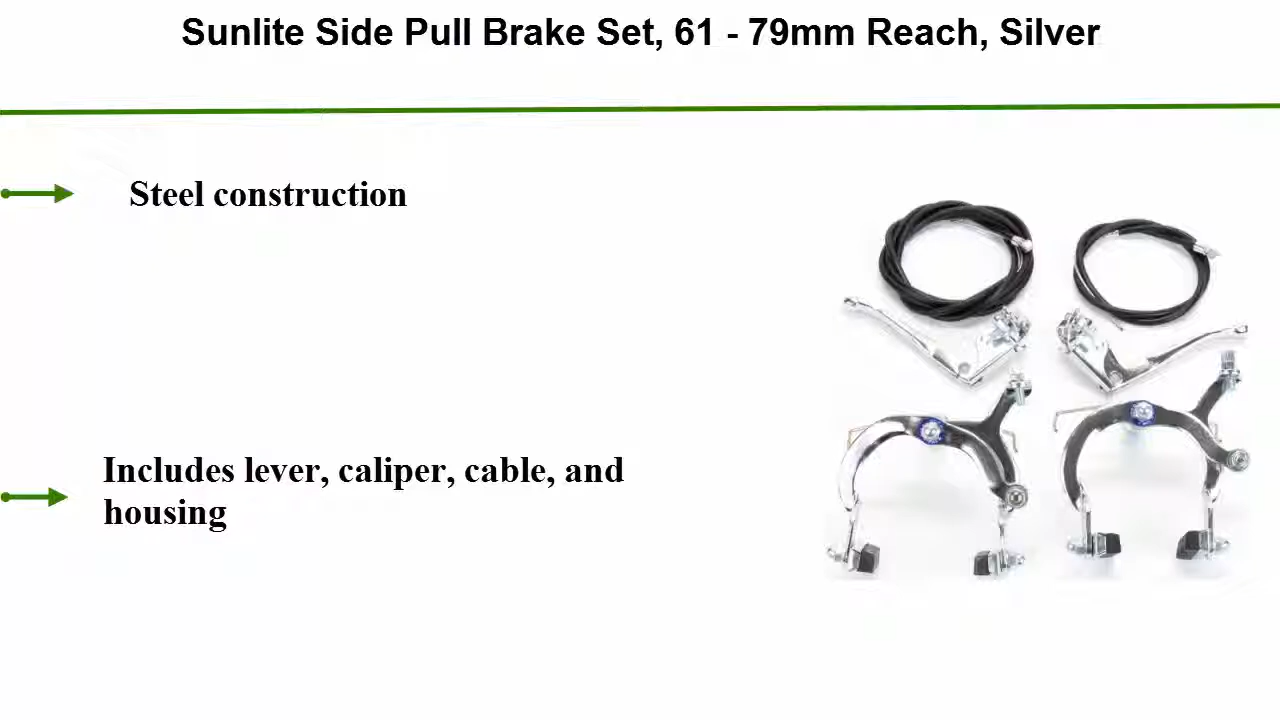 Sunlite Side Pull Brake Set, 61 - 79mm Reach, Silver
Steel construction
Includes lever, caliper, cable, and
housing